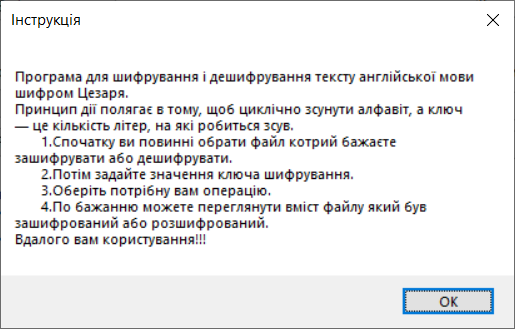 Інструкція
Програма для шифрування і дешифрування тексту англійської мови
шифром Цезаря.
Принцип дії полягає в тому, щоб циклічно зсунути алфавіт, а ключ
— це кількість літер, на які робиться зсув.
1.Спочатку ви повинні обрати файл котрий бажаєте
зашифрувати або дешифрувати.
2.Потім задайте значення ключа шифрування.
3.Оберіть потрібну вам операцію.
4.По бажанню можете переглянути вміст файлу який був
зашифрований або розшифрований.
Вдалого вам користування!!!
ОК